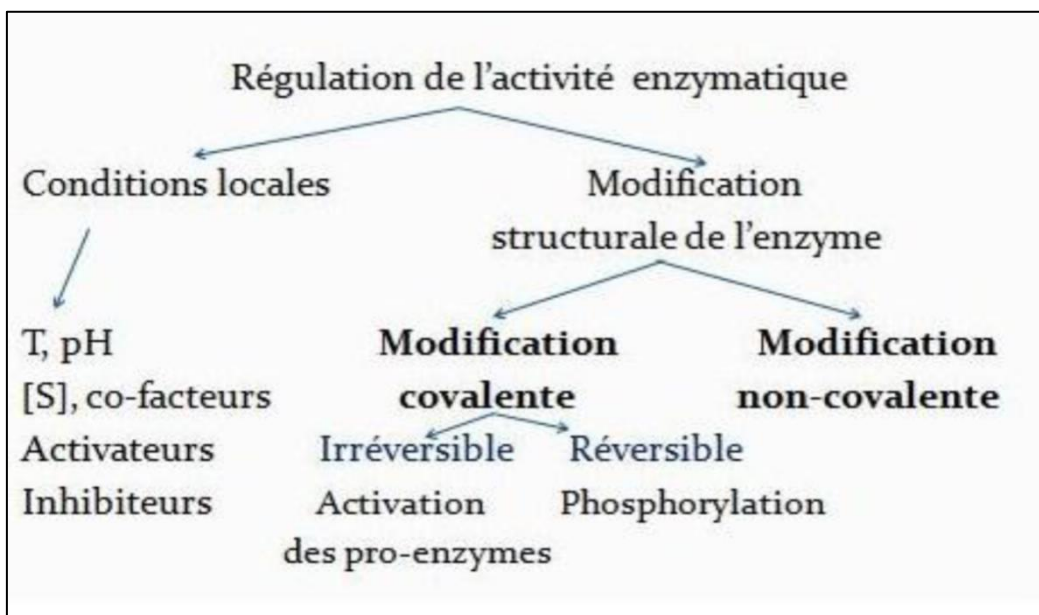 Régulation de l’activité enzymatique
Conditions locales
Modification
structurale de l’enzyme
T, pH
[S], co-facteurs
Activateurs
Inhibiteurs
Modification
covalente
Irréversible
Activation
des pro-enzymes
Réversible
Phosphorylation
Modification
non-covalente